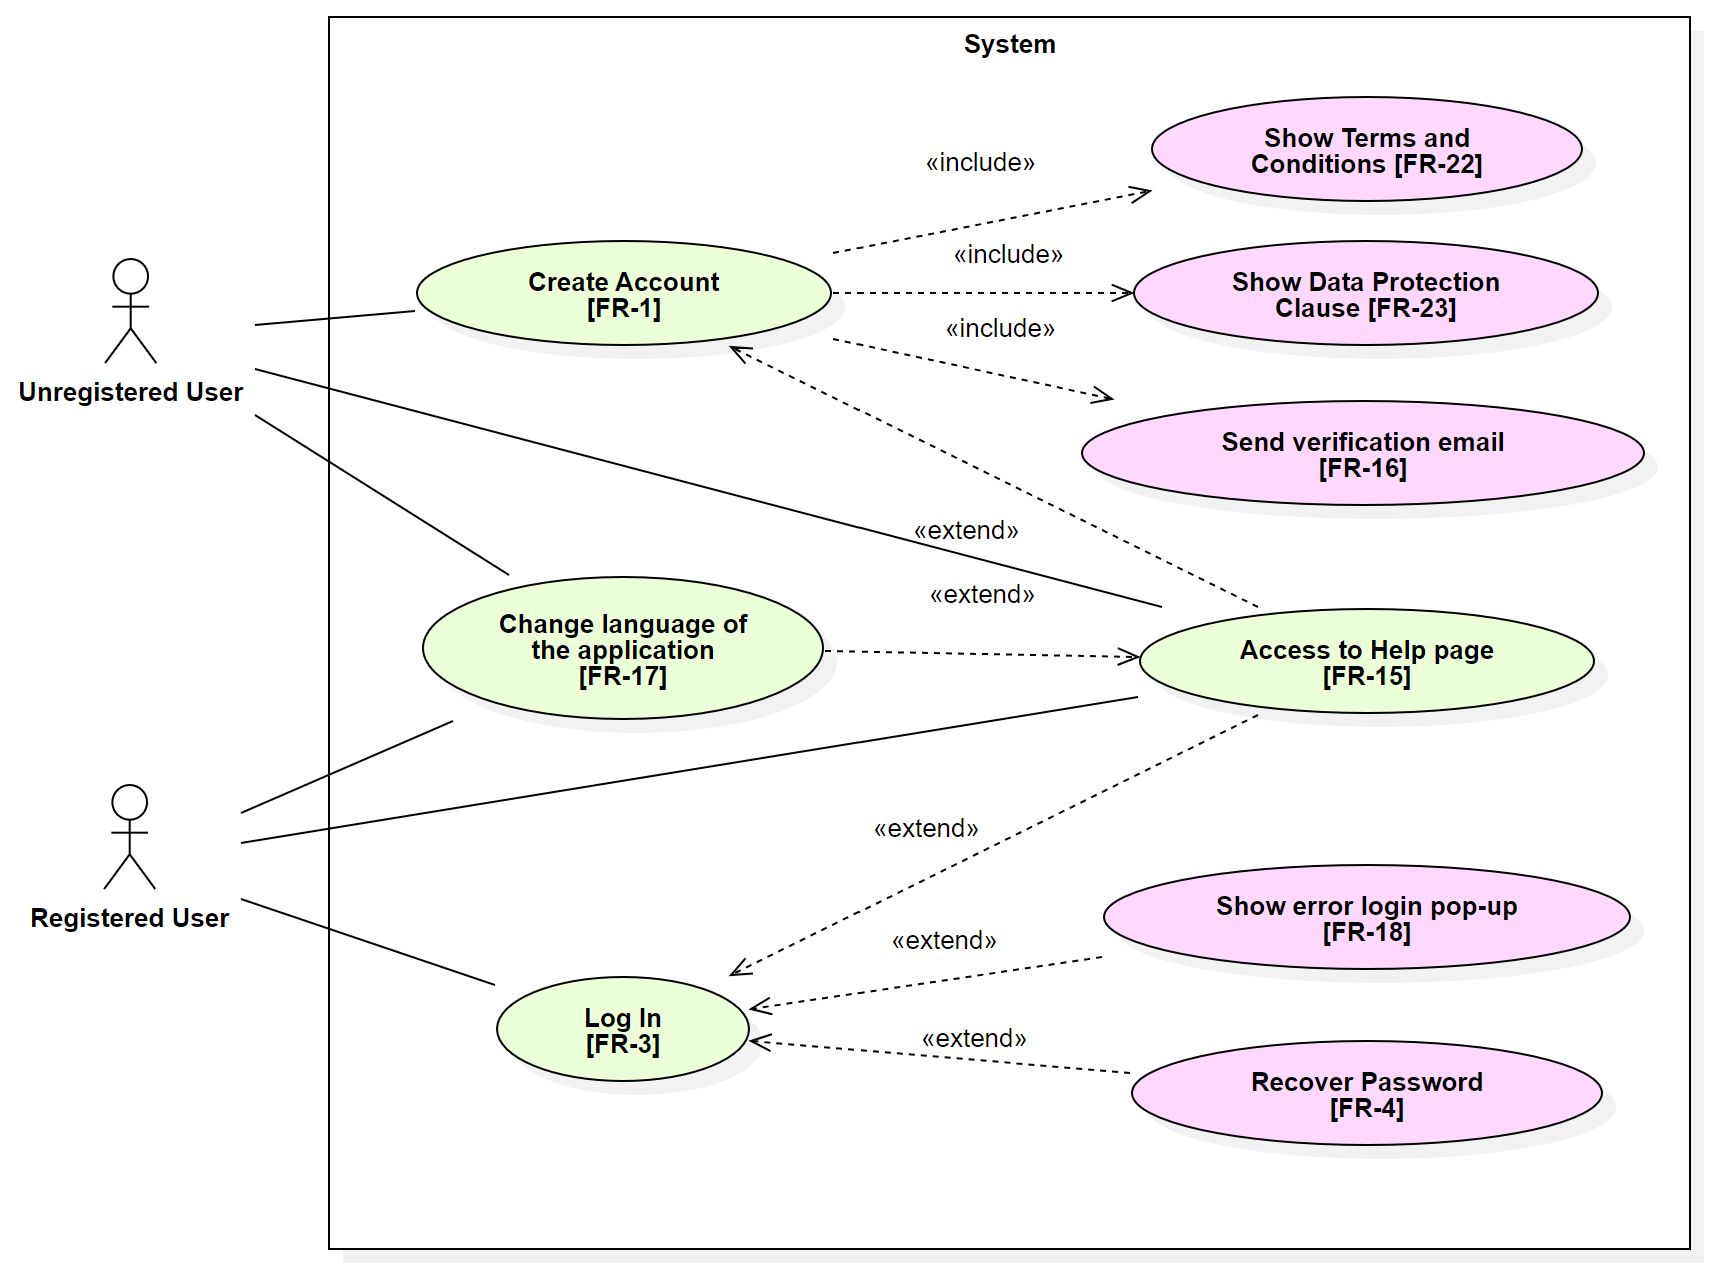 System
Show Terms and
Conditions [FR-22]
«include»
«include»
Create Account
[FR-1]
Show Data Protection
Clause [FR-23]
«include»
Unregistered User
Send verification email
[FR-16]
«extend»
«extend»
Change language of
the application
[FR-17]
Access to Help page
[FR-15]
«extend»
Registered User
Show error login pop-up
[FR-18]
«extend»
Log In
[FR-3]
«extend»
Recover Password
[FR-4]